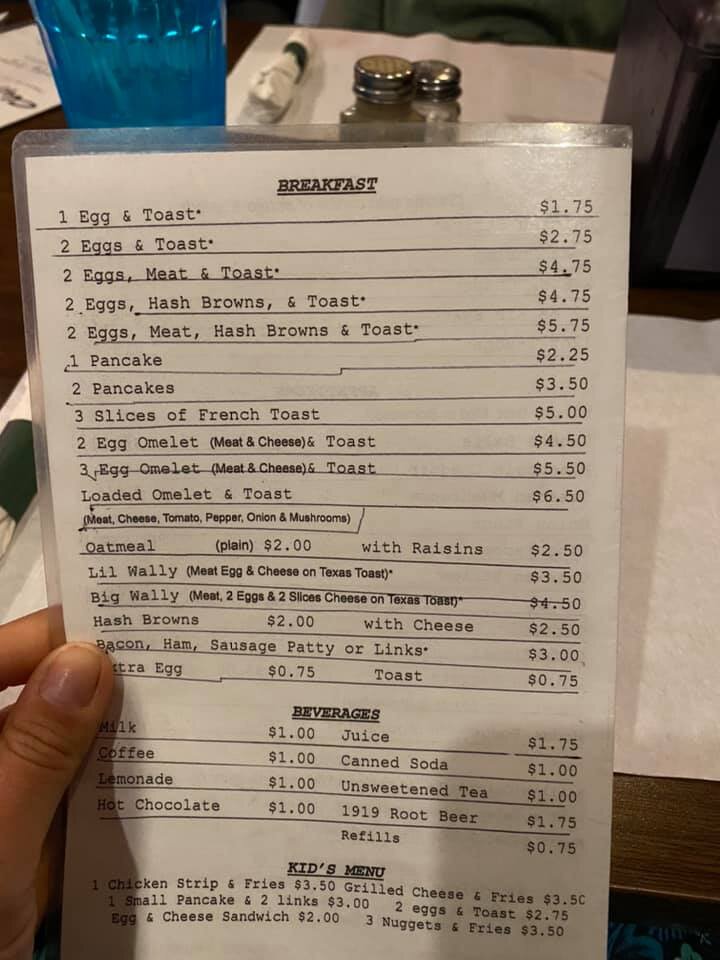 BREAKFAST
1 Egg & Toast* $1.75
2 Eggs & Toast* $2.75
2 Eggs, Meat & Toast* $4.75
2 Eggs, Hash Browns, & Toast* $4.75
2 Eggs, Meat, Hash Browns & Toast* $5.75
1 Pancake $2.25
2 Pancakes $3.50
3 Slices of French Toast $5.00
2 Egg Omelet (Meat & Cheese)& Toast $4.50
3 Egg Omelet (Meat & Cheese)& Toast $5.50
Loaded Omelet & Toast $6.50
(Meat, Cheese, Tomato, Pepper, Onion & Mushrooms)
Oatmeal (plain) $2.00 with Raisins $2.50
Lil Wally (Meat Egg & Cheese on Texas Toast)* $3.50
Big Wally (Meat, 2 Eggs & 2 Slices Cheese on Texas Toast)* $4.50
Hash Browns $2.00 with Cheese $2.50
Bacon, Ham, Sausage Patty or Links* $3.00
tra Egg $0.75 Toast $0.75
BEVERAGES
Milk $1.00 Juice $1.75
Coffee $1.00 Canned Soda $1.00
Lemonade $1.00 Unsweetened Tea $1.00
Hot Chocolate $1.00 1919 Root Beer $1.75
Refills $0.75
KID'S MENU
1 Chicken Strip & Fries $3.50 Grilled Cheese & Fries $3.50
1 Small Pancake & 2 links $3.00 2 eggs & Toast $2.75
Egg & Cheese Sandwich $2.00 3 Nuggets & Fries $3.50